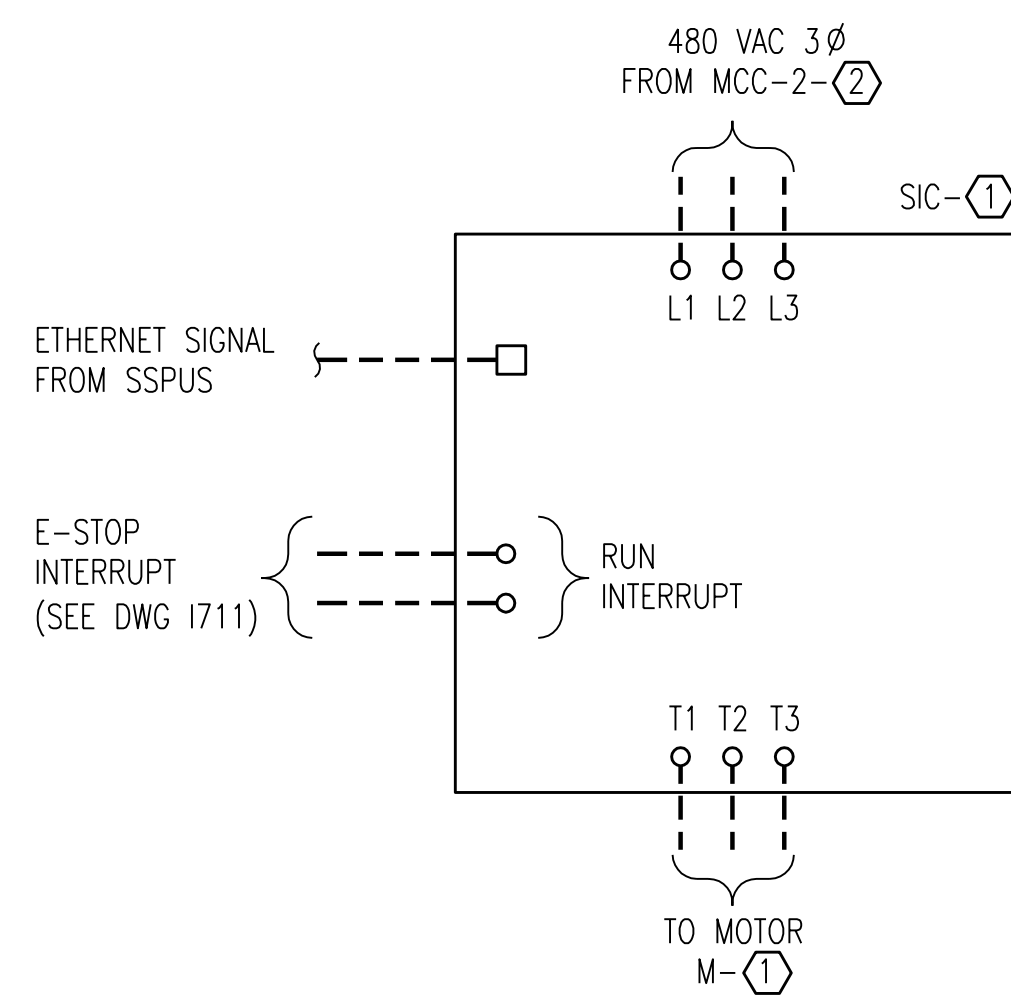 480 VAC 3Ø
FROM MCC-2-2
SIC-1
L1 L2 L3
ETHERNET SIGNAL
FROM SSPUS
E-STOP
INTERRUPT
(SEE DWG I711)
RUN
INTERRUPT
T1 T2 T3
TO MOTOR
M-1